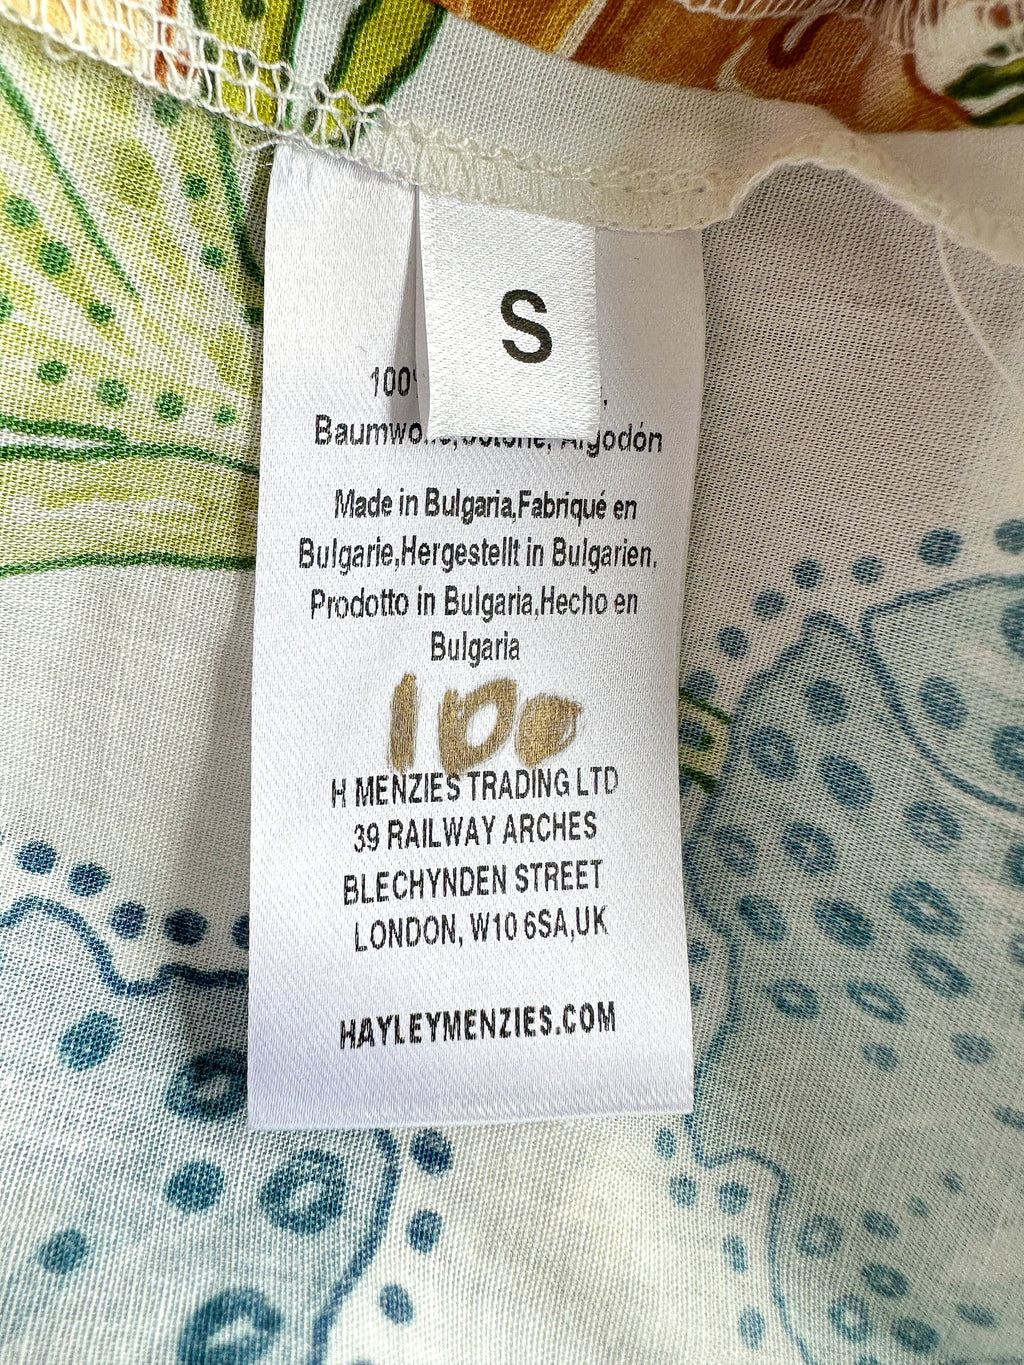 S
100%
Algodón
Made in Bulgaria,Fabriqué en
Bulgarie,Hergestellt in Bulgarien.
Prodotto in Bulgaria,Hecho en
Bulgaria
100
H MENZIES TRADING LTD
39 RAILWAY ARCHES
BLECHYNDEN STREET
LONDON, W10 6SA,UK
HAYLEYMENZIES.COM